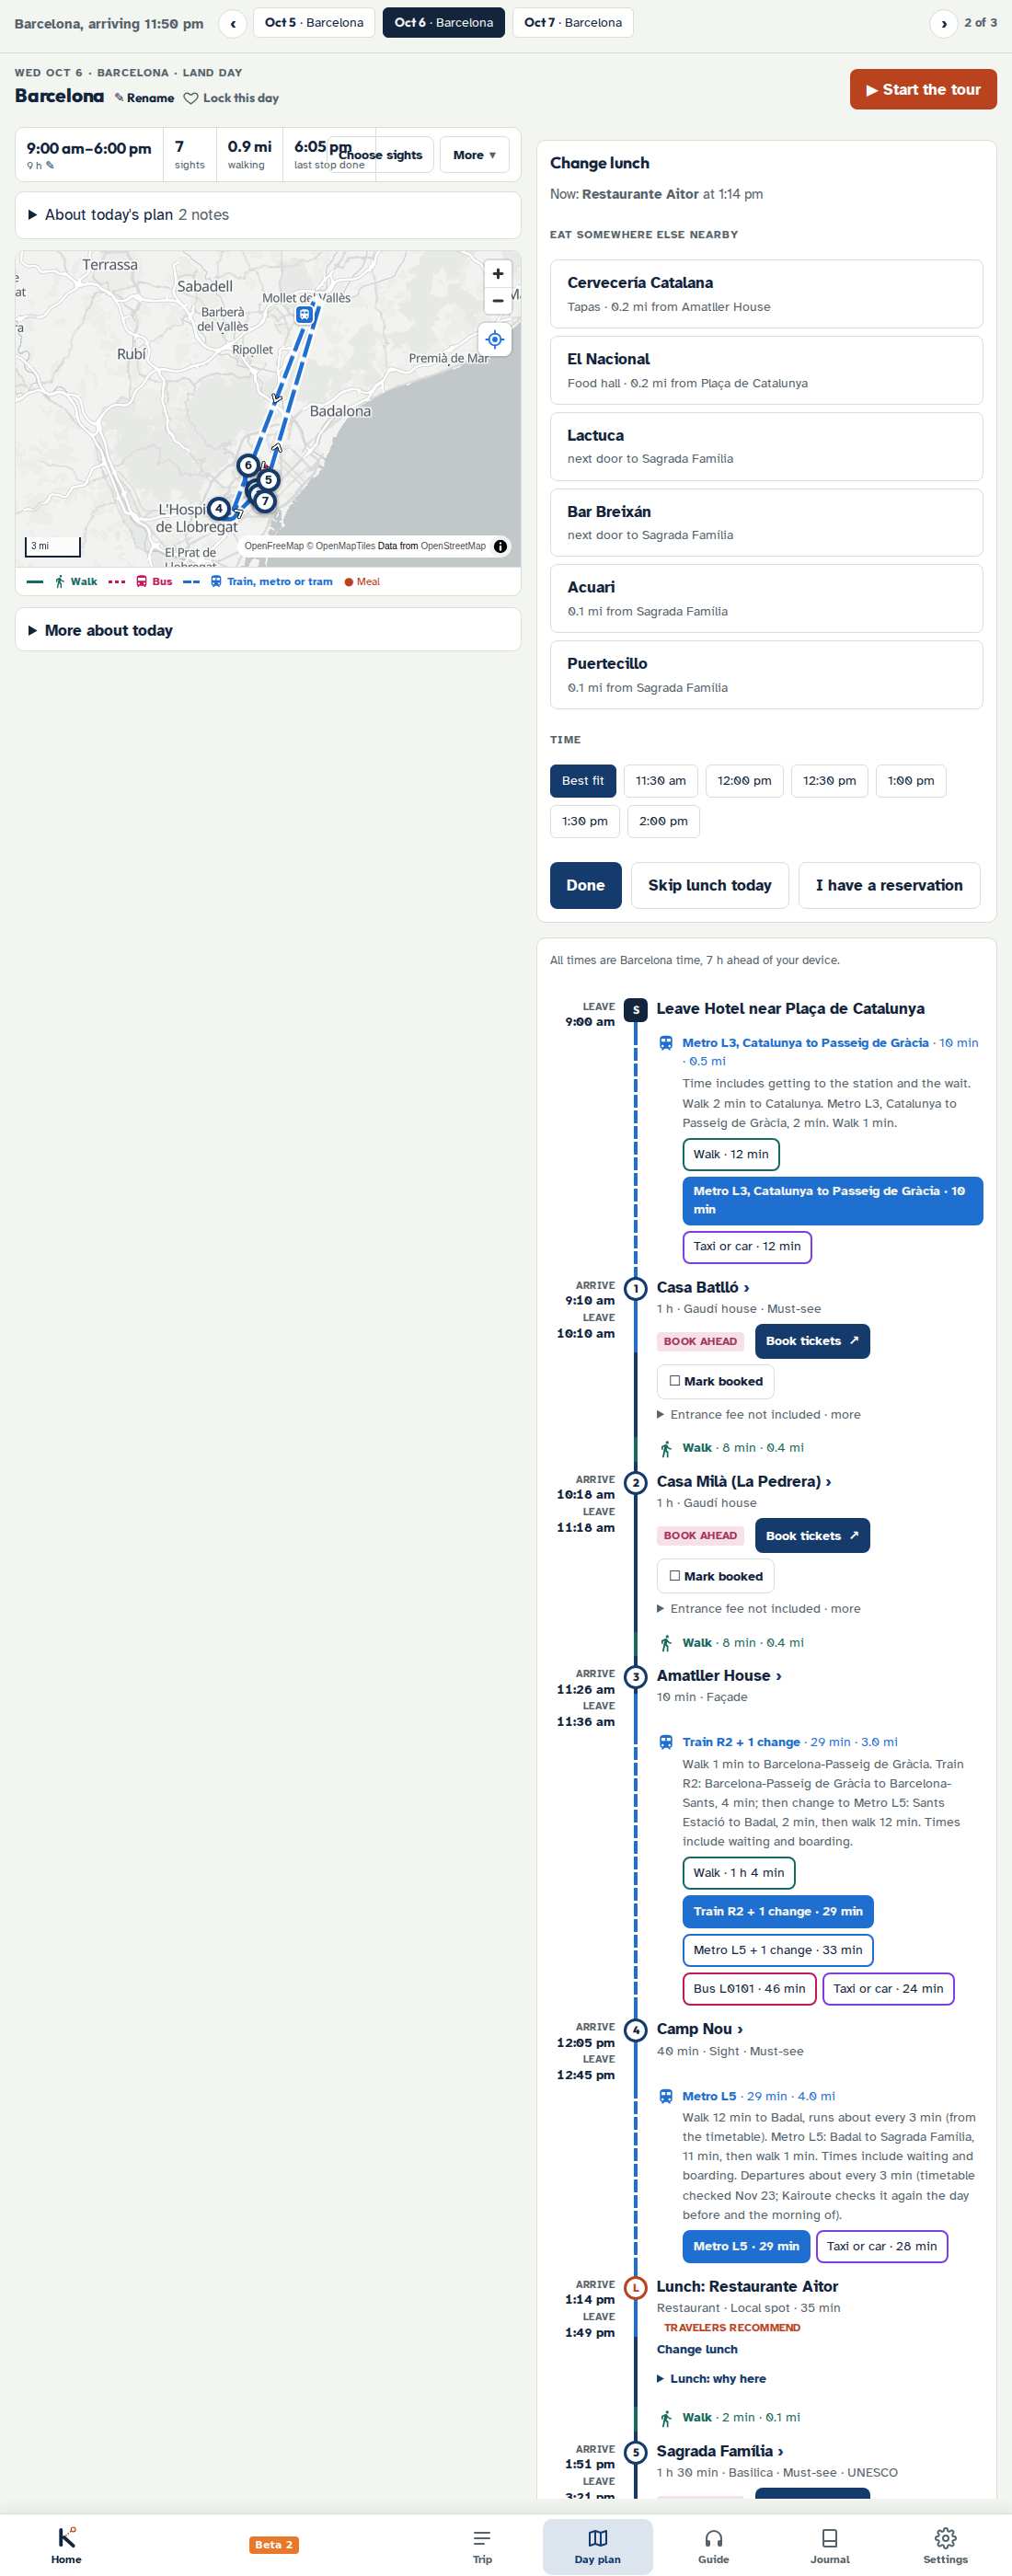 Barcelona, arriving 11:50 pm
‹
Oct 5 · Barcelona
Oct 6 · Barcelona
Oct 7 · Barcelona
›
2 of 3
WED OCT 6 · BARCELONA · LAND DAY
Barcelona
✎ Rename
Lock this day
▶ Start the tour
9:00 am–6:00 pm
9 h ✎
7
sights
0.9 mi
walking
6:05 pm
last stop done
Choose sights
More ▾
▶ About today's plan 2 notes
Terrassa
Sabadell
Mollet del Vallès
Barberà
del Vallès
Rubí
Ripollet
Premià de Mar
Badalona
6
5
7
4
L'Hospi
de Llobregat
El Prat de
Llobregat
+
−
3 mi
OpenFreeMap © OpenMapTiles Data from OpenStreetMap
Walk
Bus
Train, metro or tram
Meal
▶ More about today
Change lunch
Now: Restaurante Aitor at 1:14 pm
EAT SOMEWHERE ELSE NEARBY
Cervecería Catalana
Tapas · 0.2 mi from Amatller House
El Nacional
Food hall · 0.2 mi from Plaça de Catalunya
Lactuca
next door to Sagrada Família
Bar Breixán
next door to Sagrada Família
Acuari
0.1 mi from Sagrada Família
Puertecillo
0.1 mi from Sagrada Família
TIME
Best fit
11:30 am
12:00 pm
12:30 pm
1:00 pm
1:30 pm
2:00 pm
Done
Skip lunch today
I have a reservation
All times are Barcelona time, 7 h ahead of your device.
LEAVE
9:00 am
S
Leave Hotel near Plaça de Catalunya
Metro L3, Catalunya to Passeig de Gràcia · 10 min
· 0.5 mi
Time includes getting to the station and the wait.
Walk 2 min to Catalunya. Metro L3, Catalunya to
Passeig de Gràcia, 2 min. Walk 1 min.
Walk · 12 min
Metro L3, Catalunya to Passeig de Gràcia · 10
min
Taxi or car · 12 min
ARRIVE
9:10 am
LEAVE
10:10 am
1
Casa Batlló ›
1 h · Gaudí house · Must-see
BOOK AHEAD
Book tickets ↗
☐ Mark booked
▶ Entrance fee not included · more
Walk · 8 min · 0.4 mi
ARRIVE
10:18 am
LEAVE
11:18 am
2
Casa Milà (La Pedrera) ›
1 h · Gaudí house
BOOK AHEAD
Book tickets ↗
☐ Mark booked
▶ Entrance fee not included · more
Walk · 8 min · 0.4 mi
ARRIVE
11:26 am
LEAVE
11:36 am
3
Amatller House ›
10 min · Façade
Train R2 + 1 change · 29 min · 3.0 mi
Walk 1 min to Barcelona-Passeig de Gràcia. Train
R2: Barcelona-Passeig de Gràcia to Barcelona-
Sants, 4 min; then change to Metro L5: Sants
Estació to Badal, 2 min, then walk 12 min. Times
include waiting and boarding.
Walk · 1 h 4 min
Train R2 + 1 change · 29 min
Metro L5 + 1 change · 33 min
Bus L0101 · 46 min
Taxi or car · 24 min
ARRIVE
12:05 pm
LEAVE
12:45 pm
4
Camp Nou ›
40 min · Sight · Must-see
Metro L5 · 29 min · 4.0 mi
Walk 12 min to Badal, runs about every 3 min (from
the timetable). Metro L5: Badal to Sagrada Família,
11 min, then walk 1 min. Times include waiting and
boarding. Departures about every 3 min (timetable
checked Nov 23; Kairoute checks it again the day
before and the morning of).
Metro L5 · 29 min
Taxi or car · 28 min
ARRIVE
1:14 pm
LEAVE
1:49 pm
L
Lunch: Restaurante Aitor
Restaurant · Local spot · 35 min
TRAVELERS RECOMMEND
Change lunch
▶ Lunch: why here
Walk · 2 min · 0.1 mi
ARRIVE
1:51 pm
LEAVE
3:21 pm
5
Sagrada Família ›
1 h 30 min · Basilica · Must-see · UNESCO
Home
Beta 2
Trip
Day plan
Guide
Journal
Settings